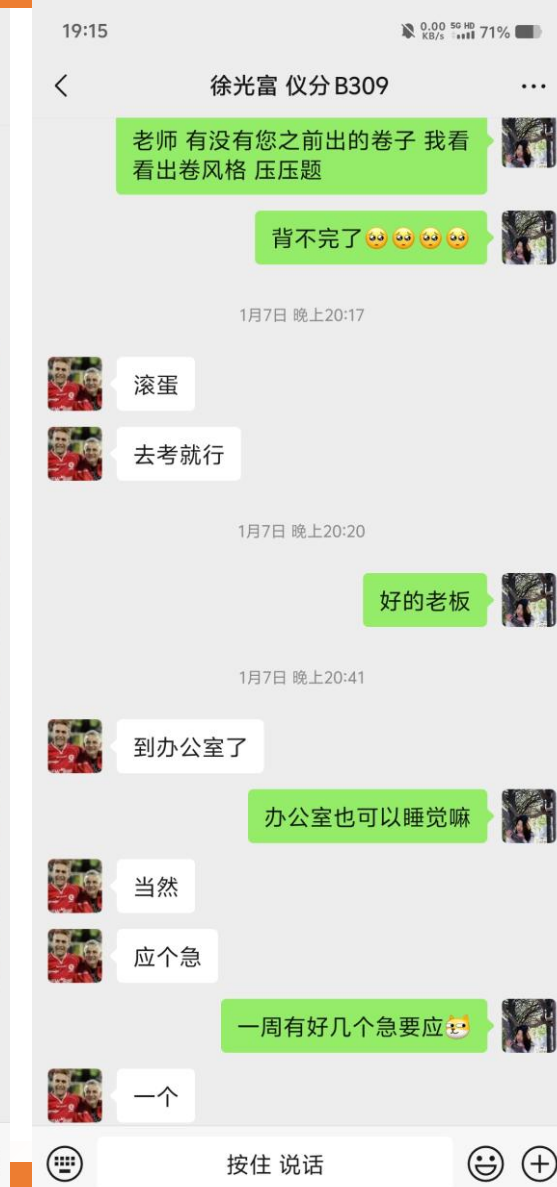 19:15
0.00 KB/s 5G HD 71%
徐光富 仪分B309
老师 有没有您之前出的卷子 我看
看出卷风格 压压题
背不完了🥺🥺🥺🥺
1月7日 晚上20:17
滚蛋
去考就行
1月7日 晚上20:20
好的老板
1月7日 晚上20:41
到办公室了
办公室也可以睡觉嘛
当然
应个急
一周有好几个急要应
一个
按住 说话